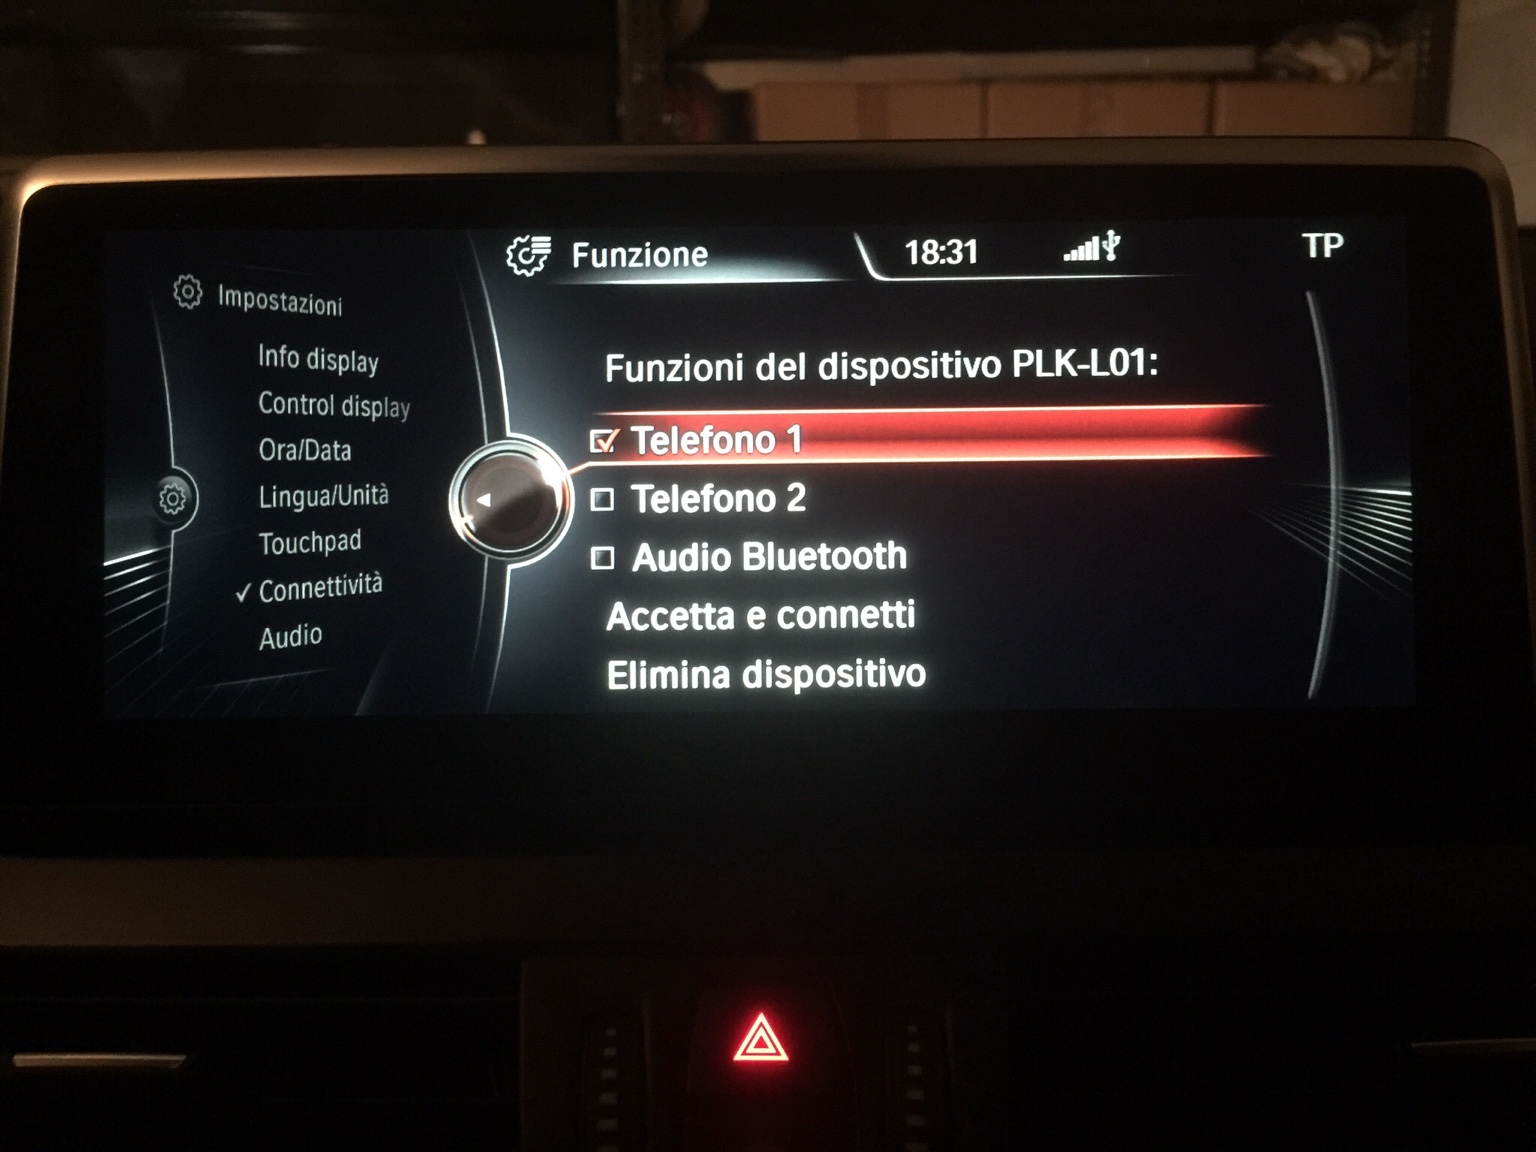 Funzione
18:31
TP
Impostazioni
Info display
Control display
Ora/Data
Lingua/Unità
Touchpad
Connettività
Audio
Funzioni del dispositivo PLK-L01:
Telefono 1
Telefono 2
Audio Bluetooth
Accetta e connetti
Elimina dispositivo